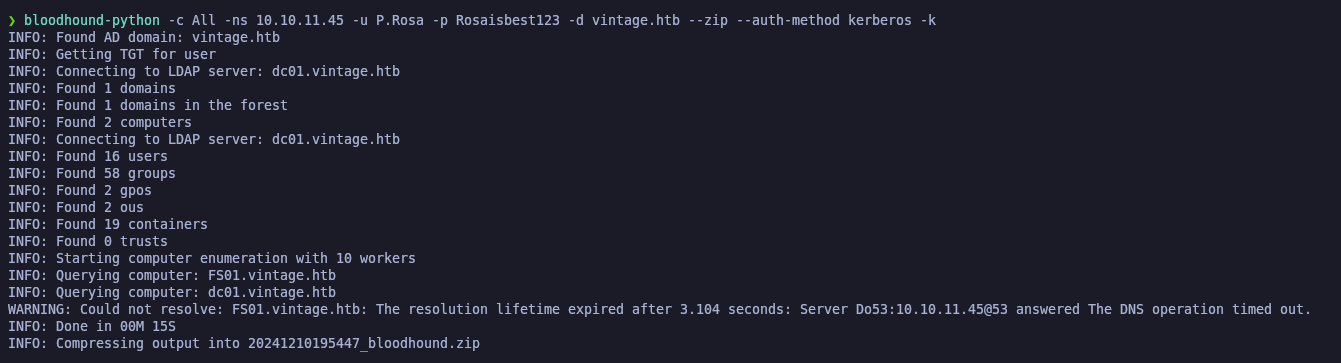 ❯ bloodhound-python -c All -ns 10.10.11.45 -u P.Rosa -p Rosaisbest123 -d vintage.htb --zip --auth-method kerberos -k
INFO: Found AD domain: vintage.htb
INFO: Getting TGT for user
INFO: Connecting to LDAP server: dc01.vintage.htb
INFO: Found 1 domains
INFO: Found 1 domains in the forest
INFO: Found 2 computers
INFO: Connecting to LDAP server: dc01.vintage.htb
INFO: Found 16 users
INFO: Found 58 groups
INFO: Found 2 gpos
INFO: Found 2 ous
INFO: Found 19 containers
INFO: Found 0 trusts
INFO: Starting computer enumeration with 10 workers
INFO: Querying computer: FS01.vintage.htb
INFO: Querying computer: dc01.vintage.htb
WARNING: Could not resolve: FS01.vintage.htb: The resolution lifetime expired after 3.104 seconds: Server Do53:10.10.11.45@53 answered The DNS operation timed out.
INFO: Done in 00M 15S
INFO: Compressing output into 20241210195447_bloodhound.zip